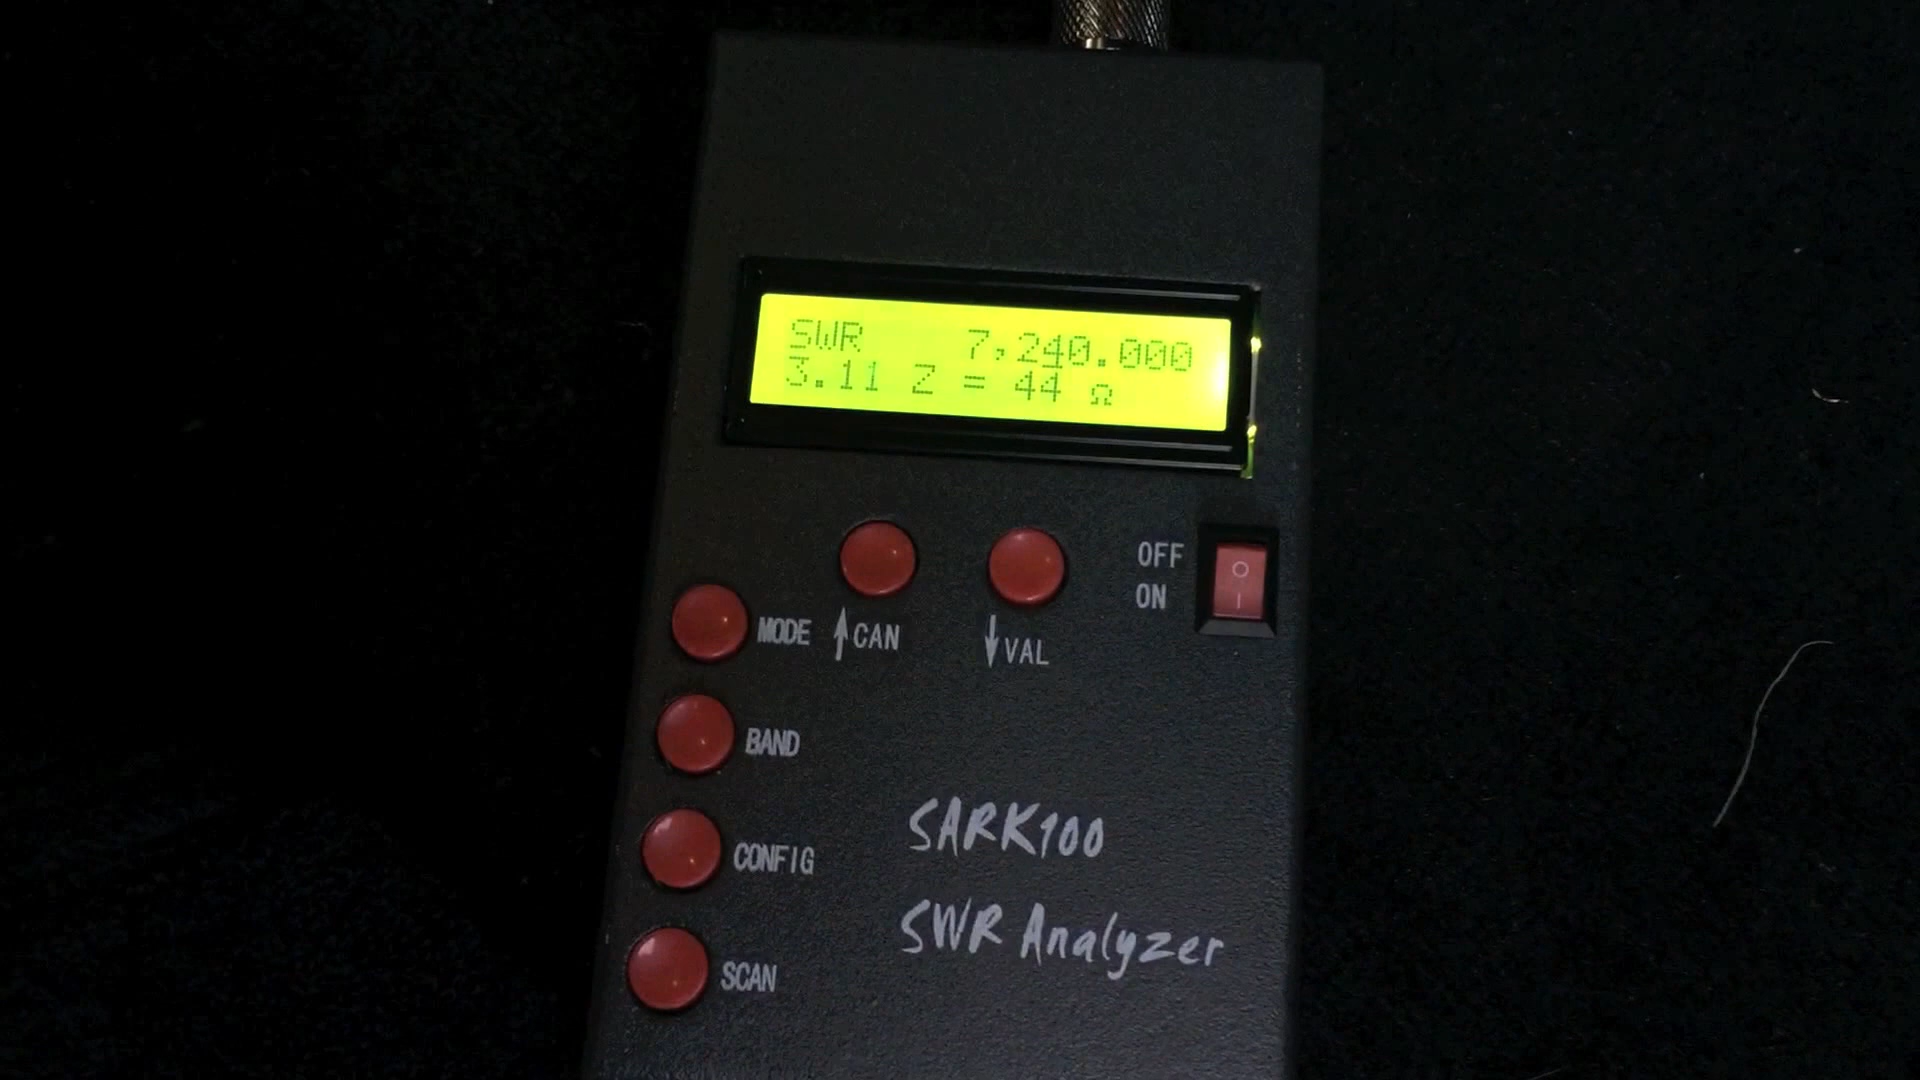 SWR 7,240.000
3.11 Z = 44 Ω
OFF
ON
MODE ↑CAN ↓VAL
BAND
CONFIG
SCAN
SARK100
SWR Analyzer